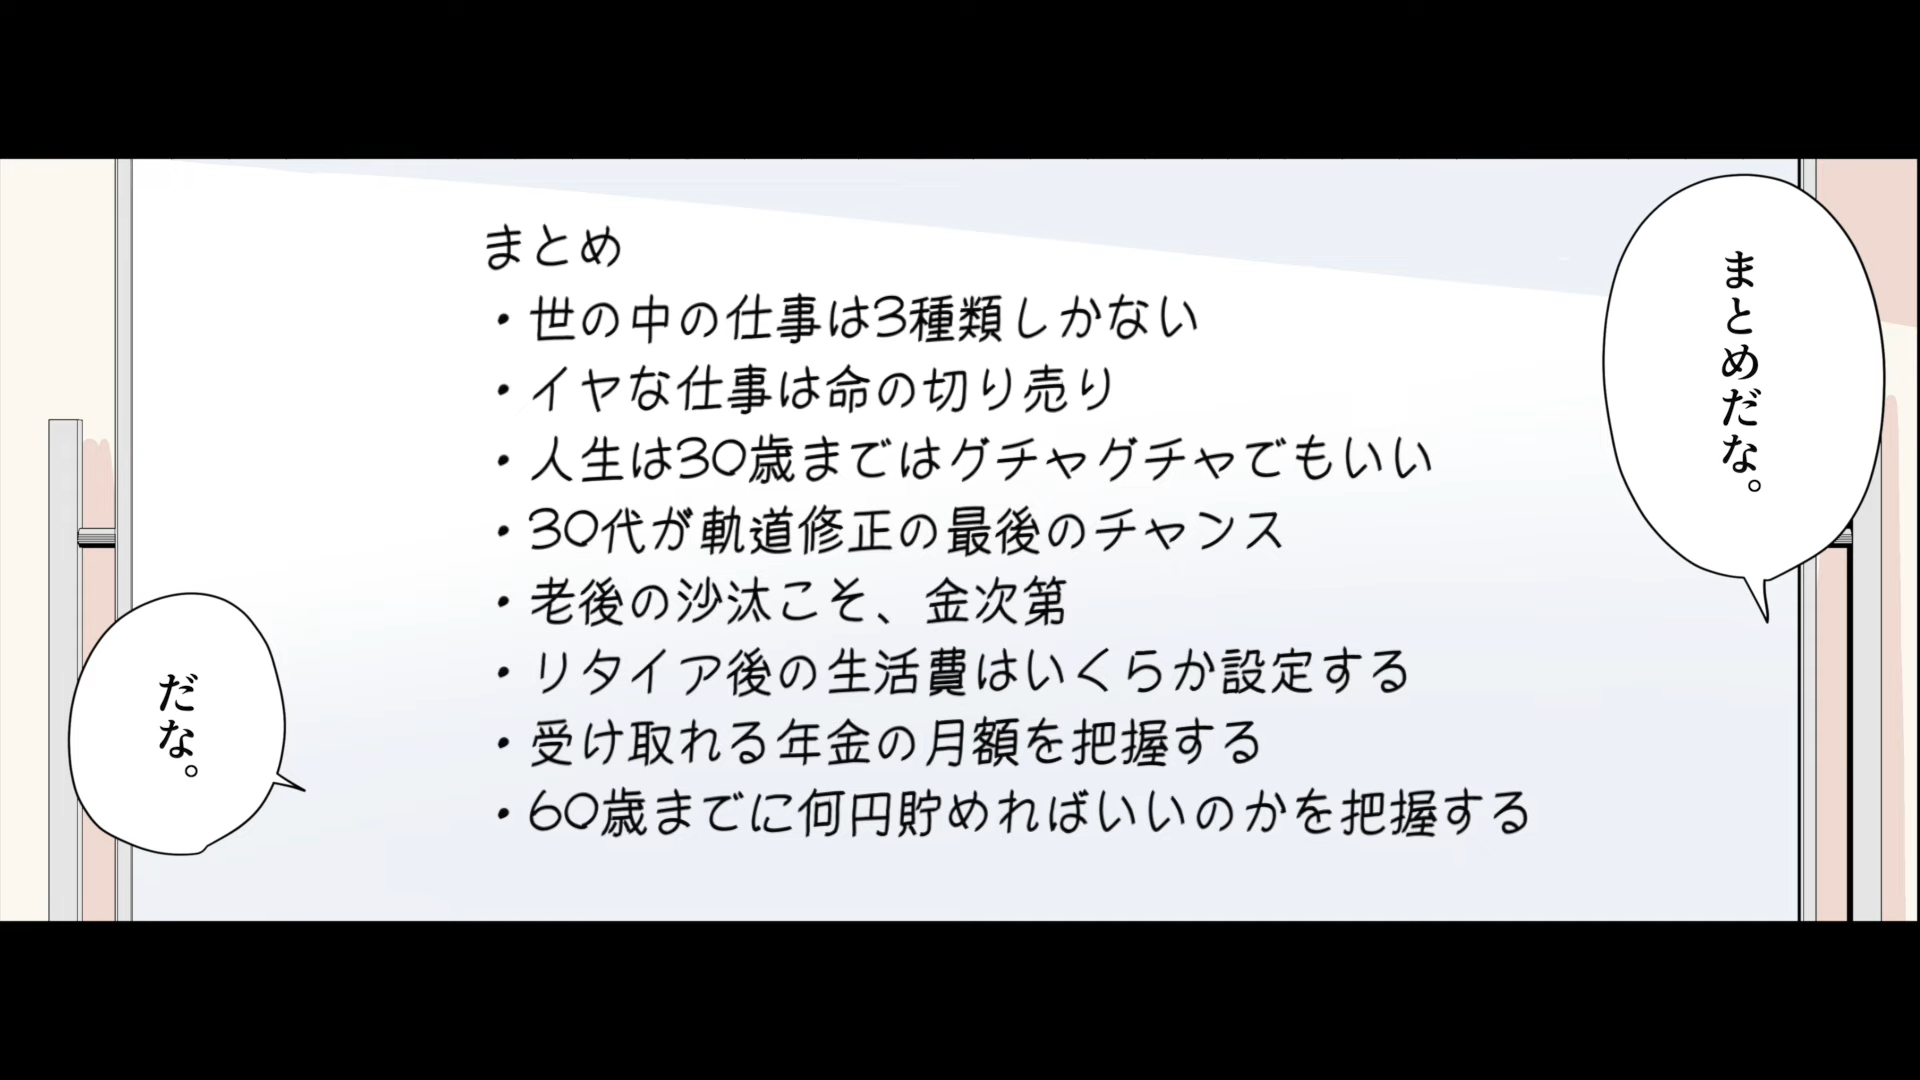 まとめだな。
まとめ
・世の中の仕事は3種類しかない
・イヤな仕事は命の切り売り
・人生は30歳まではグチャグチャでもいい
・30代が軌道修正の最後のチャンス
・老後の沙汰こそ、金次第
・リタイア後の生活費はいくらか設定する
・受け取れる年金の月額を把握する
・60歳までに何円貯めればいいのかを把握する
だな。